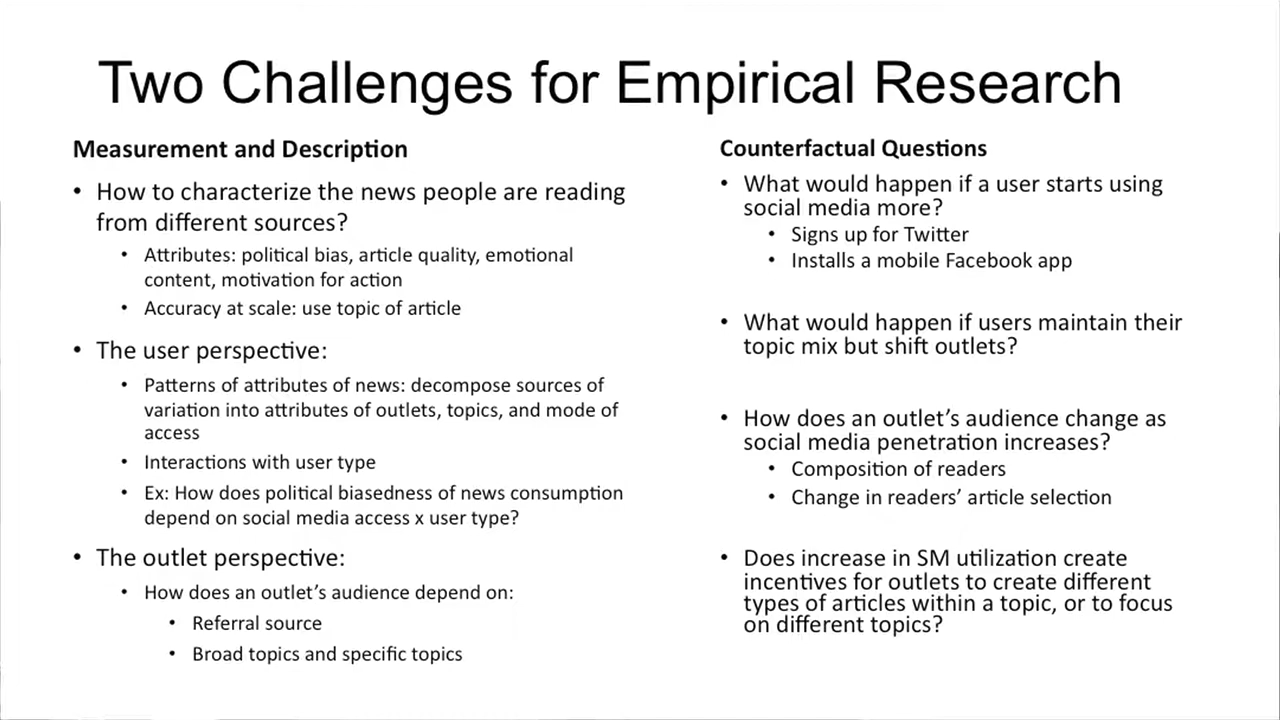 Two Challenges for Empirical Research
Measurement and Description
• How to characterize the news people are reading
from different sources?
• Attributes: political bias, article quality, emotional
content, motivation for action
• Accuracy at scale: use topic of article
• The user perspective:
• Patterns of attributes of news: decompose sources of
variation into attributes of outlets, topics, and mode of
access
• Interactions with user type
• Ex: How does political biasedness of news consumption
depend on social media access x user type?
• The outlet perspective:
• How does an outlet’s audience depend on:
• Referral source
• Broad topics and specific topics
Counterfactual Questions
• What would happen if a user starts using
social media more?
• Signs up for Twitter
• Installs a mobile Facebook app
• What would happen if users maintain their
topic mix but shift outlets?
• How does an outlet’s audience change as
social media penetration increases?
• Composition of readers
• Change in readers’ article selection
• Does increase in SM utilization create
incentives for outlets to create different
types of articles within a topic, or to focus
on different topics?